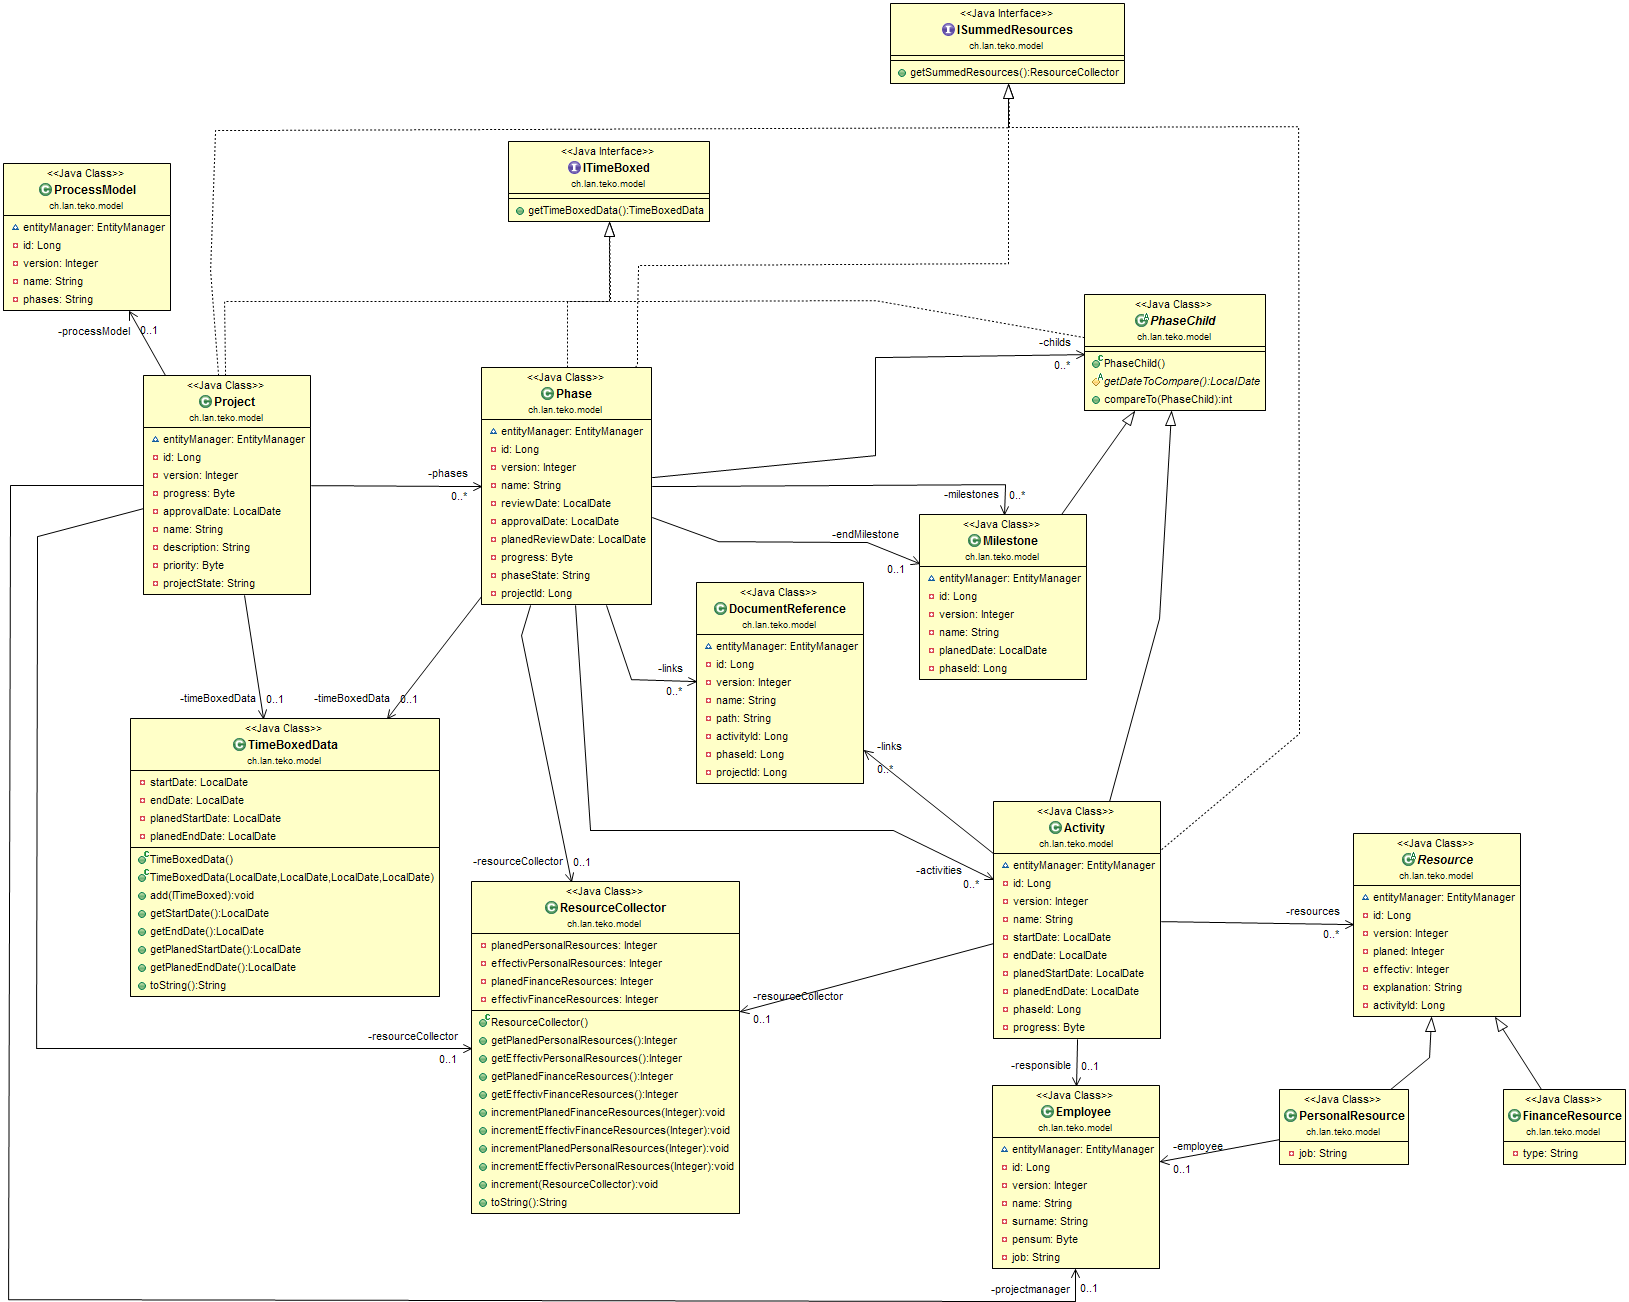 <<Java Interface>>
ISummedResources
ch.lan.teko.model
getSummedResources():ResourceCollector
<<Java Interface>>
ITimeBoxed
ch.lan.teko.model
getTimeBoxedData():TimeBoxedData
<<Java Class>>
ProcessModel
ch.lan.teko.model
entityManager: EntityManager
id: Long
version: Integer
name: String
phases: String
-processModel 0..1
<<Java Class>>
PhaseChild
ch.lan.teko.model
PhaseChild()
getDateToCompare():LocalDate
compareTo(PhaseChild):int
-childs
0..*
<<Java Class>>
Project
ch.lan.teko.model
entityManager: EntityManager
id: Long
version: Integer
progress: Byte
approvalDate: LocalDate
name: String
description: String
priority: Byte
projectState: String
-phases
0..*
<<Java Class>>
Phase
ch.lan.teko.model
entityManager: EntityManager
id: Long
version: Integer
name: String
reviewDate: LocalDate
approvalDate: LocalDate
planedReviewDate: LocalDate
progress: Byte
phaseState: String
projectId: Long
-milestones 0..*
-endMilestone
0..1
<<Java Class>>
Milestone
ch.lan.teko.model
entityManager: EntityManager
id: Long
version: Integer
name: String
planedDate: LocalDate
phaseId: Long
<<Java Class>>
DocumentReference
ch.lan.teko.model
entityManager: EntityManager
id: Long
version: Integer
name: String
path: String
activityId: Long
phaseId: Long
projectId: Long
-links
0..*
-links
0..*
-timeBoxedData 0..1
-timeBoxedData 0..1
<<Java Class>>
TimeBoxedData
ch.lan.teko.model
startDate: LocalDate
endDate: LocalDate
planedStartDate: LocalDate
planedEndDate: LocalDate
TimeBoxedData()
TimeBoxedData(LocalDate,LocalDate,LocalDate,LocalDate)
add(ITimeBoxed):void
getStartDate():LocalDate
getEndDate():LocalDate
getPlanedStartDate():LocalDate
getPlanedEndDate():LocalDate
toString():String
-resourceCollector 0..1
-activities
0..*
<<Java Class>>
Activity
ch.lan.teko.model
entityManager: EntityManager
id: Long
version: Integer
name: String
startDate: LocalDate
endDate: LocalDate
planedStartDate: LocalDate
planedEndDate: LocalDate
phaseId: Long
progress: Byte
-resources
0..*
<<Java Class>>
Resource
ch.lan.teko.model
entityManager: EntityManager
id: Long
version: Integer
planed: Integer
effectiv: Integer
explanation: String
activityId: Long
<<Java Class>>
ResourceCollector
ch.lan.teko.model
planedPersonalResources: Integer
effectivPersonalResources: Integer
planedFinanceResources: Integer
effectivFinanceResources: Integer
ResourceCollector()
getPlanedPersonalResources():Integer
getEffectivPersonalResources():Integer
getPlanedFinanceResources():Integer
getEffectivFinanceResources():Integer
incrementPlanedFinanceResources(Integer):void
incrementEffectivFinanceResources(Integer):void
incrementPlanedPersonalResources(Integer):void
incrementEffectivPersonalResources(Integer):void
increment(ResourceCollector):void
toString():String
-resourceCollector
0..1
-resourceCollector
0..1
-responsible 0..1
<<Java Class>>
Employee
ch.lan.teko.model
entityManager: EntityManager
id: Long
version: Integer
name: String
surname: String
pensum: Byte
job: String
-projectmanager 0..1
-employee
0..1
<<Java Class>>
PersonalResource
ch.lan.teko.model
job: String
<<Java Class>>
FinanceResource
ch.lan.teko.model
type: String